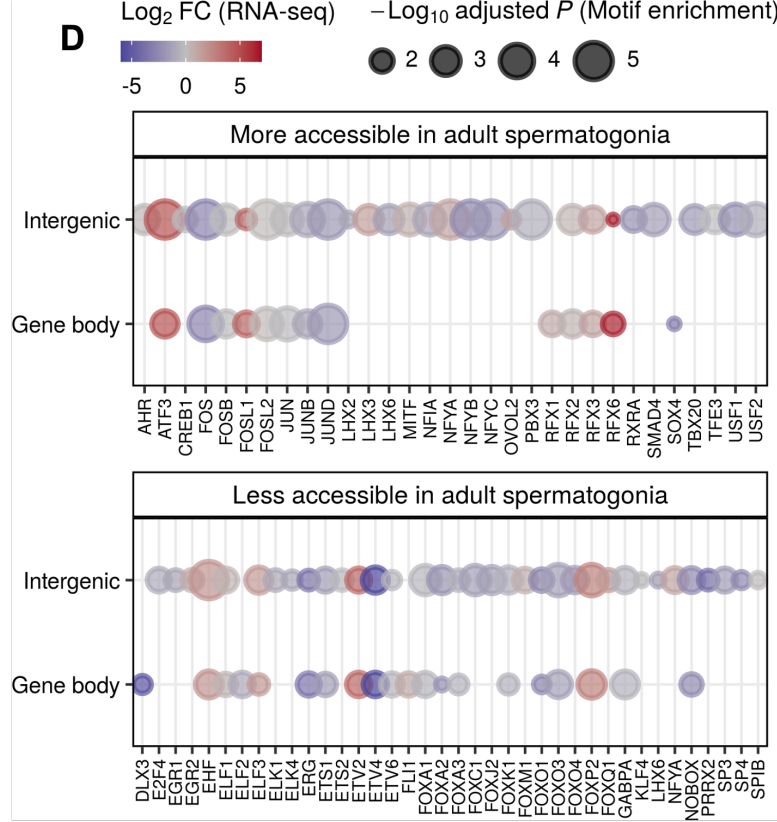 D
Log2 FC (RNA-seq)
-5 0 5
−Log10 adjusted P (Motif enrichment)
2 3 4 5
More accessible in adult spermatogonia
Intergenic
Gene body
AHR ATF3 CREB1 FOS FOSB FOSL1 FOSL2 JUN JUNB JUND LHX2 LHX3 LHX6 MITF NFIA NFYA NFYB NFYC OVOL2 PBX3 RFX1 RFX2 RFX3 RFX6 RXRA SMAD4 SOX4 TBX20 TFE3 USF1 USF2
Less accessible in adult spermatogonia
Intergenic
Gene body
DLX3 E2F4 EGR1 EGR2 EHF ELF1 ELF2 ELF3 ELK1 ELK4 ERG ETS1 ETS2 ETV2 ETV4 ETV6 FLI1 FOXA1 FOXA2 FOXA3 FOXC1 FOXJ2 FOXK1 FOXM1 FOXO1 FOXO3 FOXO4 FOXP2 FOXQ1 GABPA KLF4 LHX6 NFYA NOBOX PRRX2 SP3 SP4 SPIB